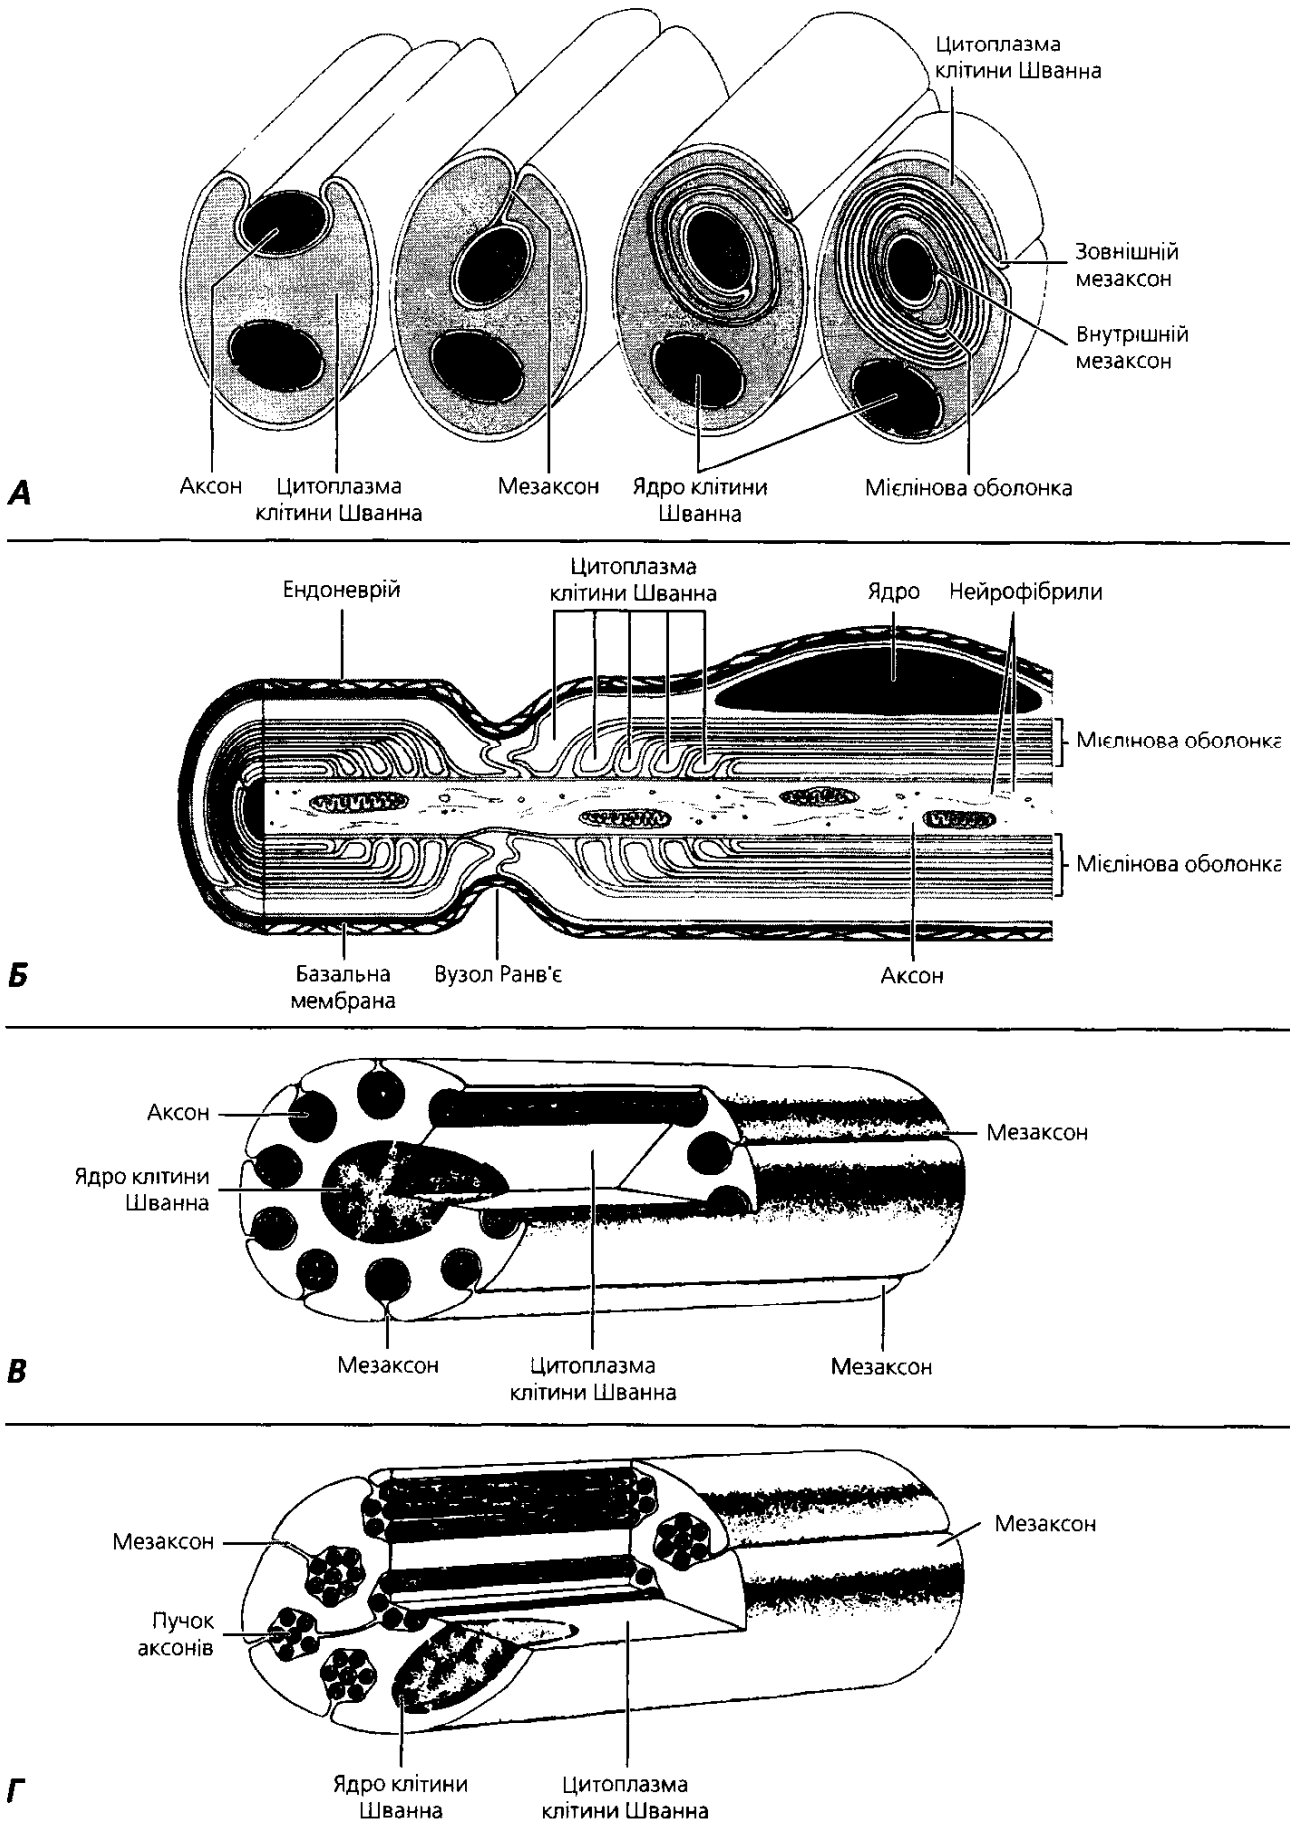 Цитоплазма
клітини Шванна
Зовнішній
мезаксон
Внутрішній
мезаксон
Аксон
Цитоплазма
клітини Шванна
Мезаксон
Ядро клітини
Шванна
Мієлінова оболонка
А
Ендоневрій
Цитоплазма
клітини Шванна
Ядро
Нейрофібрили
Мієлінова оболонка
Мієлінова оболонка
Базальна
мембрана
Вузол Ранв'є
Аксон
Б
Аксон
Мезаксон
Ядро клітини
Шванна
Мезаксон
Цитоплазма
клітини Шванна
Мезаксон
В
Мезаксон
Мезаксон
Пучок
аксонів
Ядро клітини
Шванна
Цитоплазма
клітини Шванна
Г